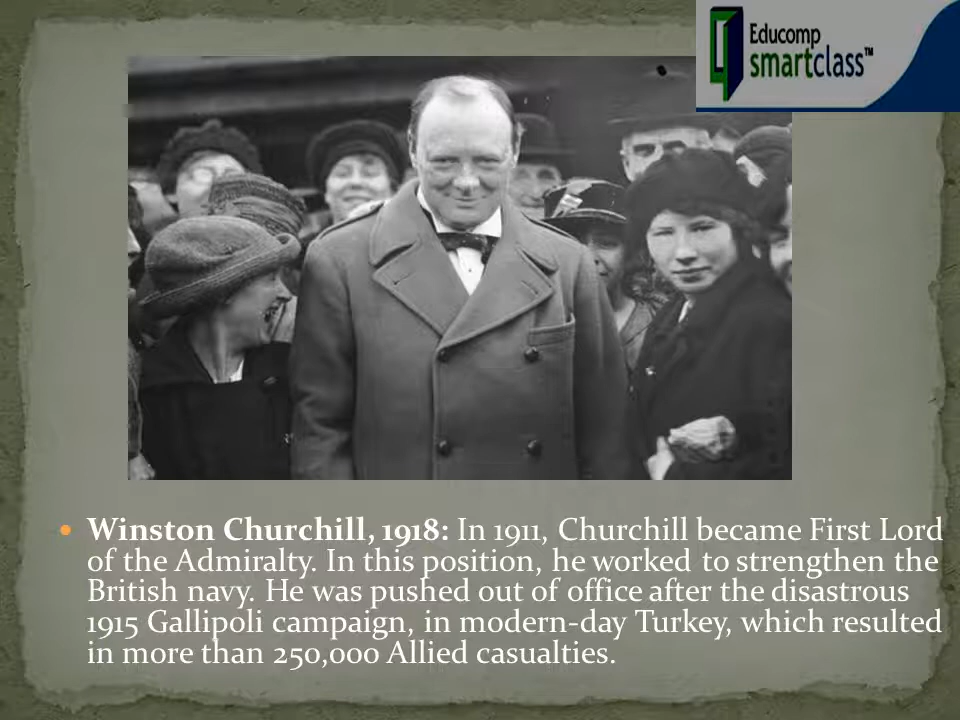 Educomp
smartclass™
Winston Churchill, 1918: In 1911, Churchill became First Lord
of the Admiralty. In this position, he worked to strengthen the
British navy. He was pushed out of office after the disastrous
1915 Gallipoli campaign, in modern-day Turkey, which resulted
in more than 250,000 Allied casualties.